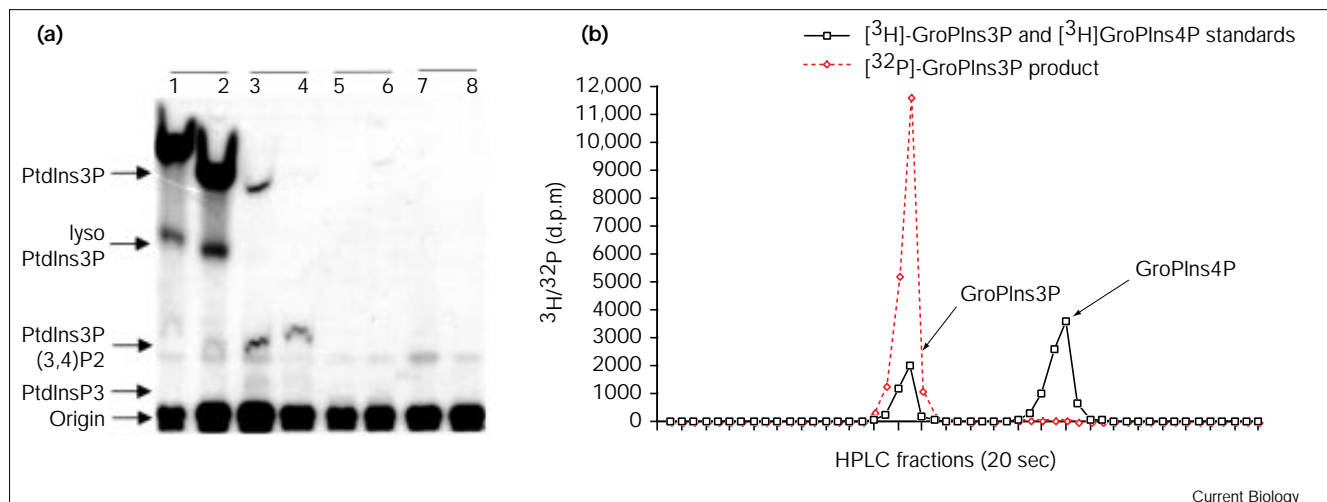 (a)
1 2 3 4 5 6 7 8
PtdIns3P
lyso
PtdIns3P
PtdIns3P
(3,4)P2
PtdInsP3
Origin
(b)
[3H]-GroPIns3P and [3H]GroPIns4P standards
[32P]-GroPIns3P product
3H/32P (d.p.m)
12,000
11,000
10,000
9000
8000
7000
6000
5000
4000
3000
2000
1000
0
GroPIns3P
GroPIns4P
HPLC fractions (20 sec)
Current Biology